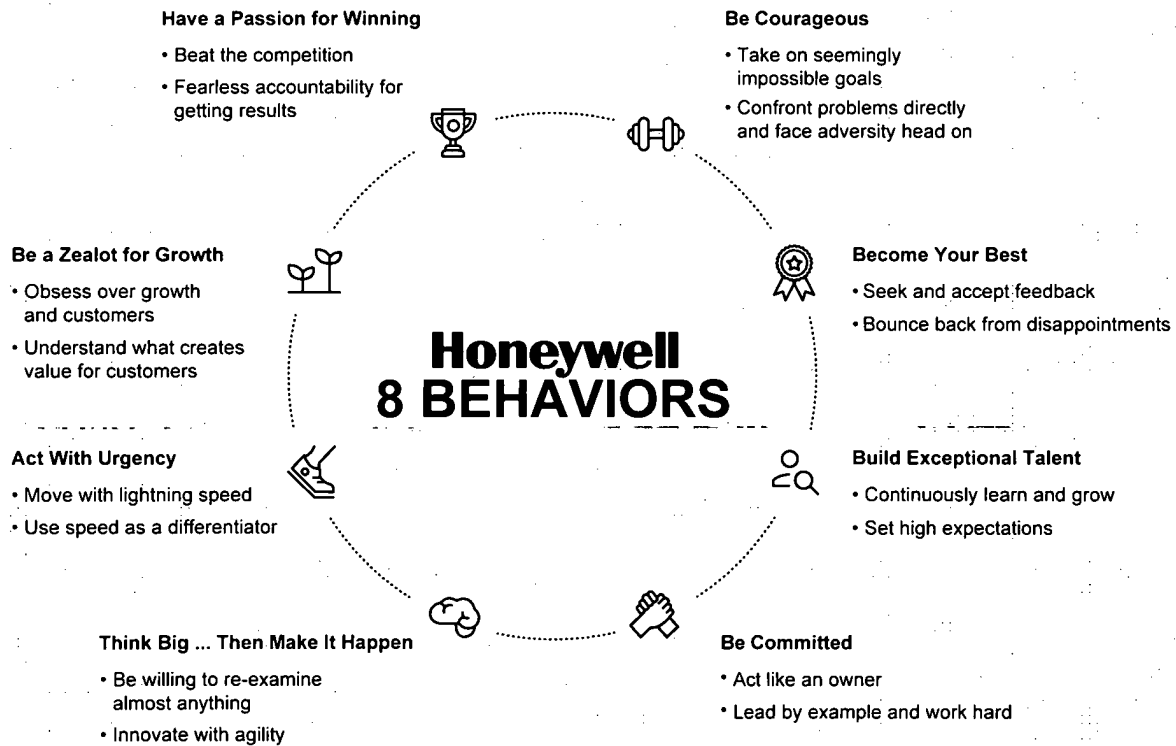 Have a Passion for Winning
• Beat the competition
• Fearless accountability for
getting results
Be Courageous
• Take on seemingly
impossible goals
• Confront problems directly
and face adversity head on
Be a Zealot for Growth
• Obsess over growth
and customers
• Understand what creates
value for customers
Become Your Best
• Seek and accept feedback
• Bounce back from disappointments
Honeywell
8 BEHAVIORS
Act With Urgency
• Move with lightning speed
• Use speed as a differentiator
Build Exceptional Talent
• Continuously learn and grow
• Set high expectations
Think Big ... Then Make It Happen
• Be willing to re-examine
almost anything
• Innovate with agility
Be Committed
• Act like an owner
• Lead by example and work hard